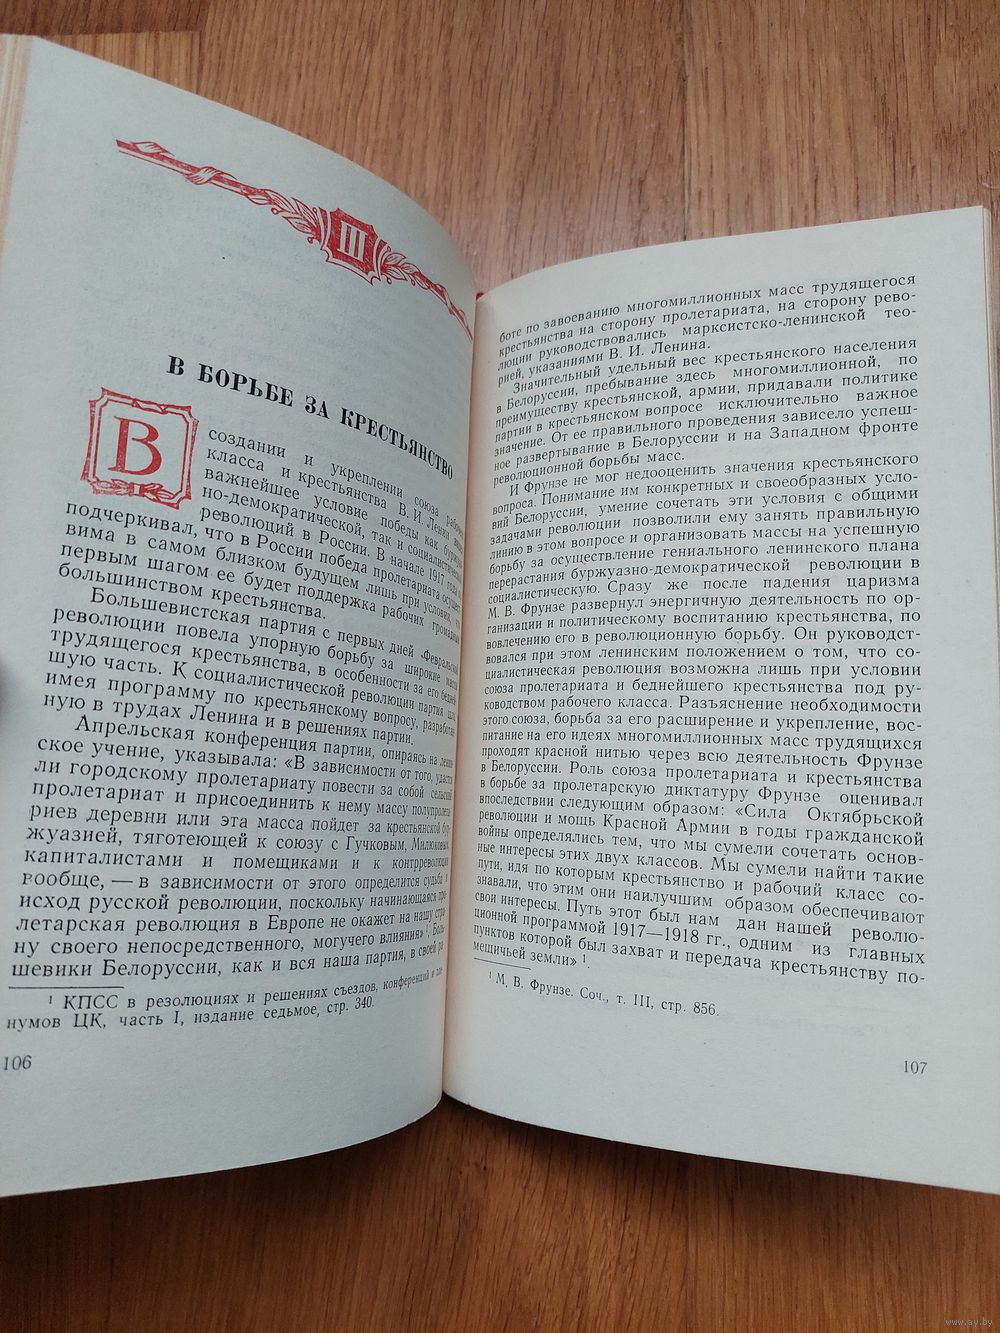 III
В БОРЬБЕ ЗА КРЕСТЬЯНСТВО
В
создании и укреплении союза
класса и крестьянства В. И. Ленин
важнейшее условие победы как
но-демократической, так и
революций в России. В начале 1917 года
подчеркивал, что в России победа пролетариата
вима в самом близком будущем лишь при условии, что
первым шагом ее будет поддержка рабочих
большинством крестьянства.
Большевистская партия с первых дней
революции повела упорную борьбу за широкие массы
трудящегося крестьянства, в особенности за его
шую часть. К социалистической революции партия шла,
имея программу по крестьянскому вопросу,
ную в трудах Ленина и в решениях партии.
Апрельская конференция партии, опираясь на
ское учение, указывала: «В зависимости от того, удастся
ли городскому пролетариату повести за собой сельский
пролетариат и присоединить к нему массу
риев деревни или эта масса пойдет за крестьянской бур-
жуазией, тяготеющей к союзу с Гучковым, Милюковым,
капиталистами и помещиками и к контрреволюции
вообще, — в зависимости от этого определится судьба и
исход русской революции, поскольку начинающаяся про-
летарская революция в Европе не окажет на нашу стра-
ну своего непосредственного, могучего влияния» ¹. Боль-
шевики Белоруссии, как и вся наша партия, в своей ра-
¹ КПСС в резолюциях и решениях съездов, конференций и пле-
нумов ЦК, часть I, издание седьмое, стр. 340.
106
боте по завоеванию многомиллионных масс трудящегося
крестьянства на сторону пролетариата, на сторону рево-
люции руководствовались марксистско-ленинской тео-
рией, указаниями В. И. Ленина.
Значительный удельный вес крестьянского населения
в Белоруссии, пребывание здесь многомиллионной, по
преимуществу крестьянской, армии, придавали политике
партии в крестьянском вопросе исключительно важное
значение. От ее правильного проведения зависело успеш-
ное развертывание в Белоруссии и на Западном фронте
революционной борьбы масс.
И Фрунзе не мог недооценить значения крестьянского
вопроса. Понимание им конкретных и своеобразных усло-
вий Белоруссии, умение сочетать эти условия с общими
задачами революции позволили ему занять правильную
линию в этом вопросе и организовать массы на успешную
борьбу за осуществление гениального ленинского плана
перерастания буржуазно-демократической революции в
социалистическую. Сразу же после падения царизма
М. В. Фрунзе развернул энергичную деятельность по ор-
ганизации и политическому воспитанию крестьянства, по
вовлечению его в революционную борьбу. Он руководст-
вовался при этом ленинским положением о том, что со-
циалистическая революция возможна лишь при условии
союза пролетариата и беднейшего крестьянства под ру-
ководством рабочего класса. Разъяснение необходимости
этого союза, борьба за его расширение и укрепление, вос-
питание на его идеях многомиллионных масс трудящихся
проходят красной нитью через всю деятельность Фрунзе
в Белоруссии. Роль союза пролетариата и крестьянства
в борьбе за пролетарскую диктатуру Фрунзе оценивал
впоследствии следующим образом: «Сила Октябрьской
революции и мощь Красной Армии в годы гражданской
войны определялись тем, что мы сумели сочетать основ-
ные интересы этих двух классов. Мы сумели найти такие
пути, идя по которым крестьянство и рабочий класс со-
знавали, что этим они наилучшим образом обеспечивают
свои интересы. Путь этот был нам дан нашей револю-
ционной программой 1917—1918 гг., одним из главных
пунктов которой был захват и передача крестьянству по-
мещичьей земли» ¹.
¹ М. В. Фрунзе. Соч., т. III, стр. 856.
107
www.ay.by